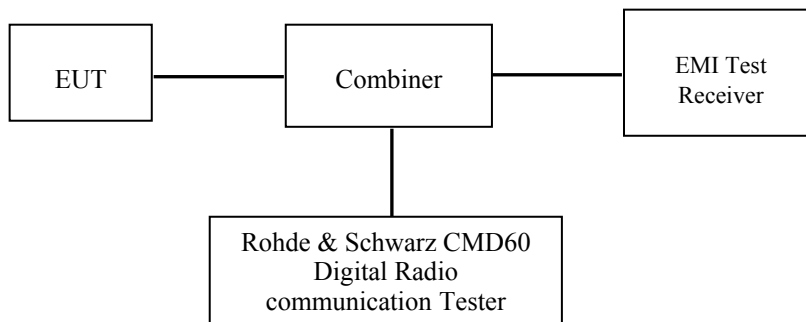 EUT
Combiner
EMI Test
Receiver
Rohde & Schwarz CMD60
Digital Radio
communication Tester